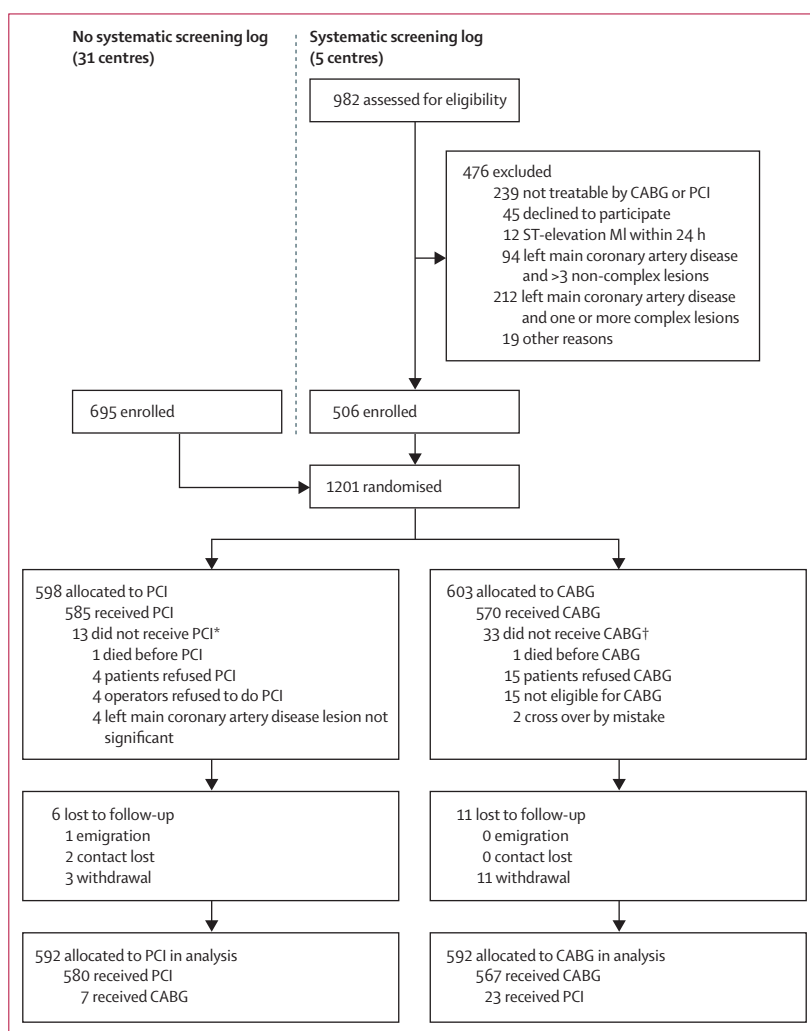 No systematic screening log
(31 centres)
Systematic screening log
(5 centres)
982 assessed for eligibility
476 excluded
239 not treatable by CABG or PCI
45 declined to participate
12 ST-elevation MI within 24 h
94 left main coronary artery disease
and >3 non-complex lesions
212 left main coronary artery disease
and one or more complex lesions
19 other reasons
695 enrolled
506 enrolled
1201 randomised
598 allocated to PCI
585 received PCI
13 did not receive PCI*
1 died before PCI
4 patients refused PCI
4 operators refused to do PCI
4 left main coronary artery disease lesion not
significant
603 allocated to CABG
570 received CABG
33 did not receive CABG†
1 died before CABG
15 patients refused CABG
15 not eligible for CABG
2 cross over by mistake
6 lost to follow-up
1 emigration
2 contact lost
3 withdrawal
11 lost to follow-up
0 emigration
0 contact lost
11 withdrawal
592 allocated to PCI in analysis
580 received PCI
7 received CABG
592 allocated to CABG in analysis
567 received CABG
23 received PCI